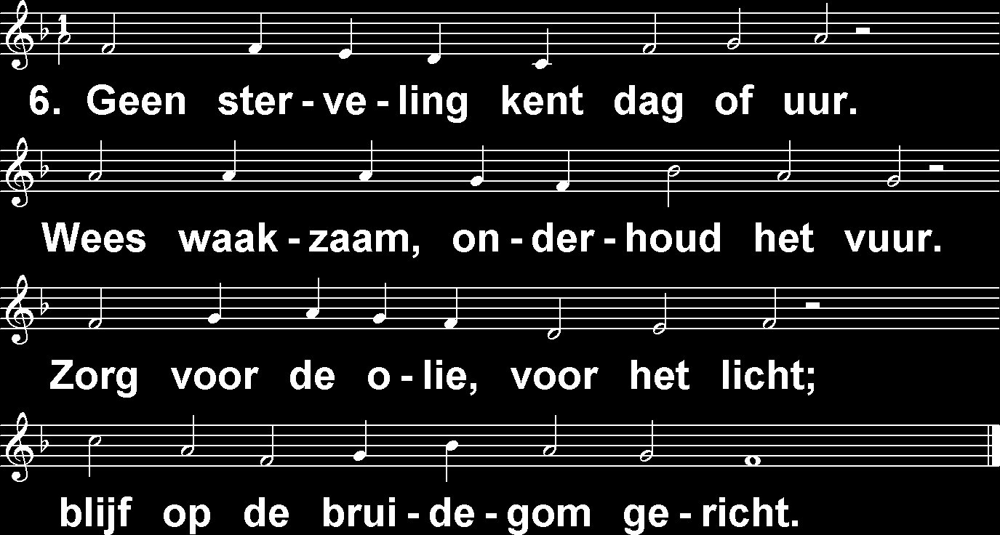 6. Geen ster - ve - ling kent dag of uur.
Wees waak - zaam, on - der - houd het vuur.
Zorg voor de o - lie, voor het licht;
blijf op de brui - de - gom ge - richt.